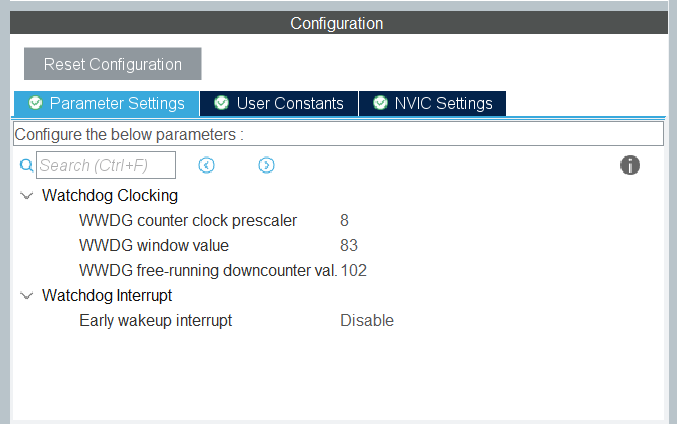 Configuration
Reset Configuration
Parameter Settings User Constants NVIC Settings
Configure the below parameters :
Search (Ctrl+F)
Watchdog Clocking
WWDG counter clock prescaler 8
WWDG window value 83
WWDG free-running downcounter val. 102
Watchdog Interrupt
Early wakeup interrupt Disable